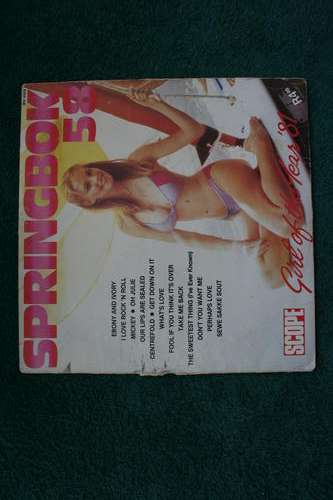 SPRINGBOK
58
EBONY AND IVORY
I LOVE ROCK 'N ROLL
MICKEY • OH JULIE
OUR LIPS ARE SEALED
CENTREFOLD • GET DOWN ON IT
WHAT'S LOVE
FOOL IF YOU THINK IT'S OVER
TAKE ME BACK
THE SWEETEST THING (I've Ever Known)
DON'T YOU WANT ME
PERHAPS LOVE
SEWE SAKKE SOUT
SCOPE Girl of the Year '81